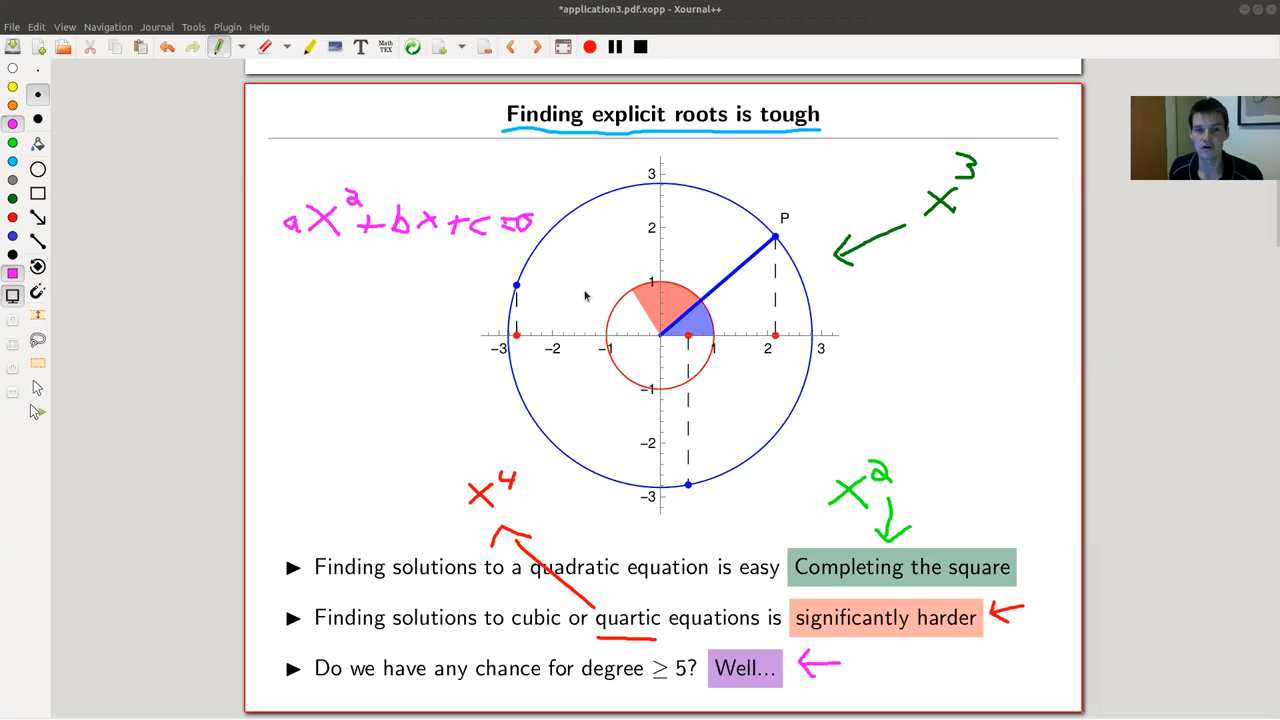 *application3.pdf.xopp - Xournal++
File Edit View Navigation Journal Tools Plugin Help
T Math TEX
Finding explicit roots is tough
ax²+bx+c=0
x³
P
3
2
1
−3 −2 −1 1 2 3
−1
−2
−3
x⁴
x²
► Finding solutions to a quadratic equation is easy Completing the square
► Finding solutions to cubic or quartic equations is significantly harder
► Do we have any chance for degree ≥ 5? Well...